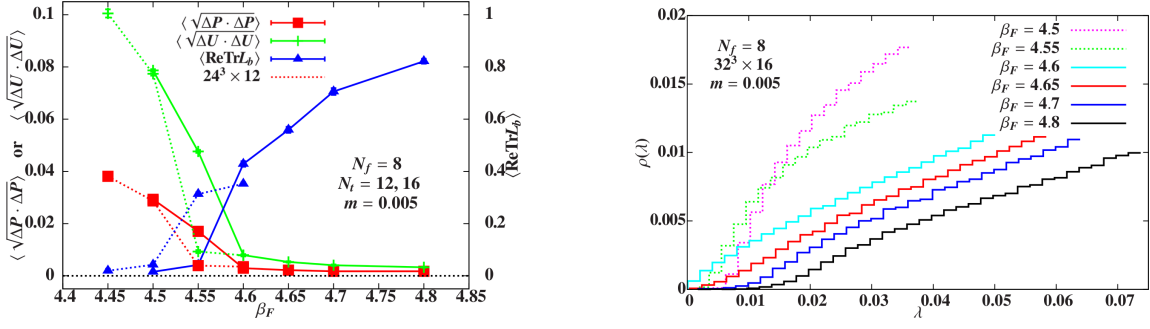 ⟨ √ΔP · ΔP⟩ or ⟨ √ΔU · ΔU⟩
0.1
0.08
0.06
0.04
0.02
0
⟨ √ΔP · ΔP⟩
⟨ √ΔU · ΔU⟩
⟨ReTrL_b⟩
24³ × 12
N_f = 8
N_t = 12, 16
m = 0.005
1
0.8
0.6
0.4
0.2
0
⟨ReTrL_b⟩
4.4 4.45 4.5 4.55 4.6 4.65 4.7 4.75 4.8 4.85
β_F
ρ(λ)
0.02
0.015
0.01
0.005
0
N_f = 8
32³ × 16
m = 0.005
β_F = 4.5
β_F = 4.55
β_F = 4.6
β_F = 4.65
β_F = 4.7
β_F = 4.8
0 0.01 0.02 0.03 0.04 0.05 0.06 0.07
λ